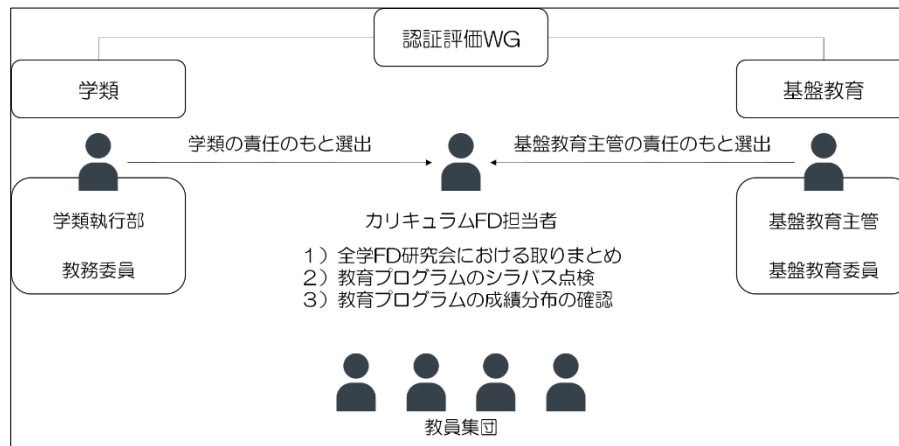 認証評価WG
学類
基盤教育
学類の責任のもと選出
基盤教育主管の責任のもと選出
学類執行部
教務委員
カリキュラムFD担当者
1）全学FD研究会における取りまとめ
2）教育プログラムのシラバス点検
3）教育プログラムの成績分布の確認
基盤教育主管
基盤教育委員
教員集団